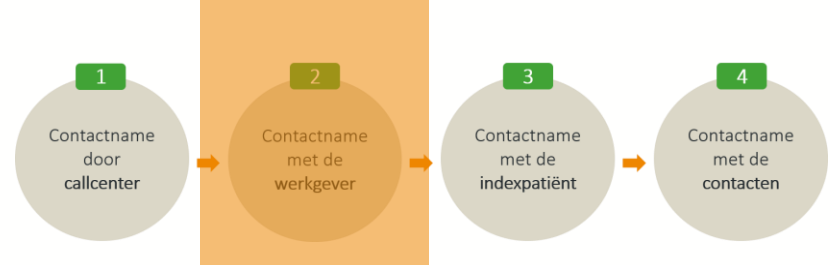 1
Contactname
door
callcenter
2
Contactname
met de
werkgever
3
Contactname
met de
indexpatiënt
4
Contactname
met de
contacten